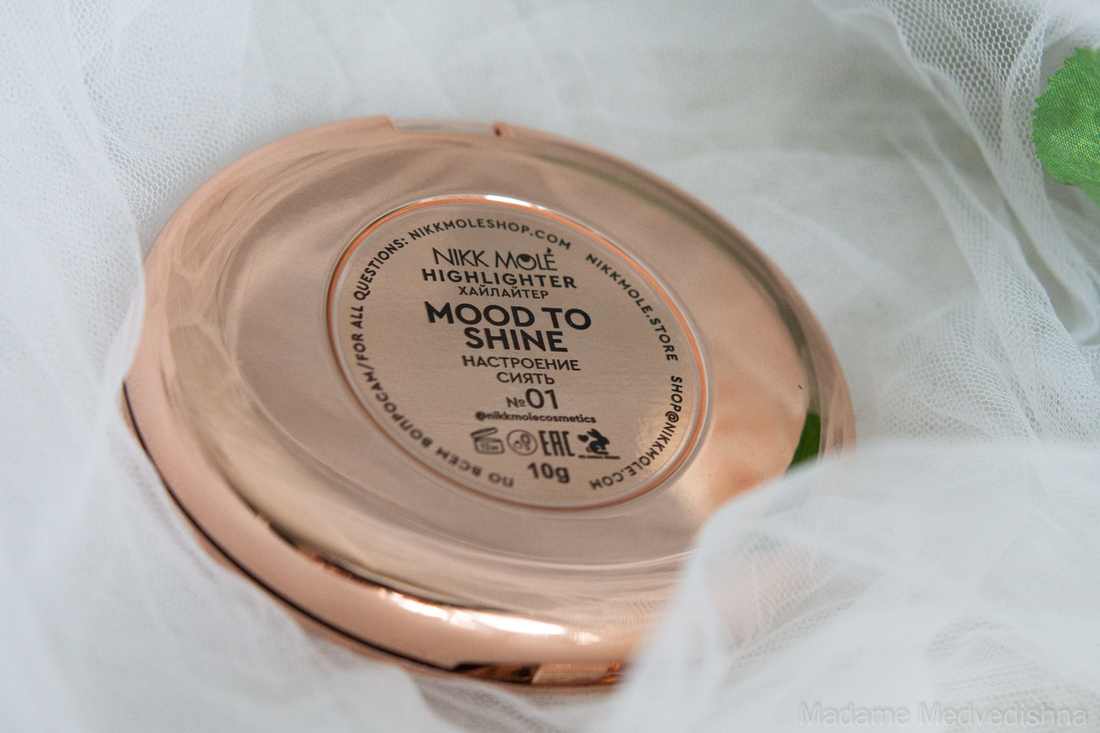 NIKK MOLÉ
HIGHLIGHTER
ХАЙЛАЙТЕР
MOOD TO
SHINE
НАСТРОЕНИЕ
СИЯТЬ
№01
@nikkmolecosmetics
EAC
10g
ПО ВСЕМ ВОПРОСАМ/FOR ALL QUESTIONS: NIKKMOLESHOP.COM
NIKKMOLE.STORE
SHOP@NIKKMOLE.COM
Madame Medvedishna